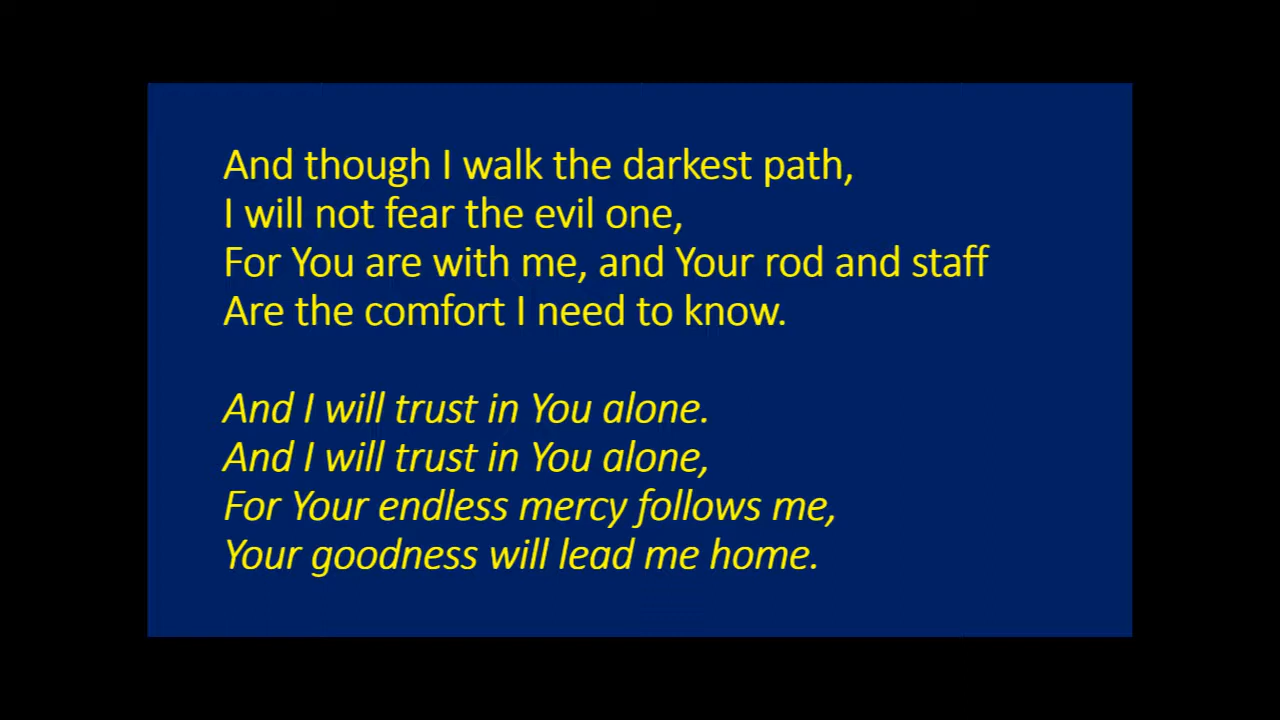 And though I walk the darkest path,
I will not fear the evil one,
For You are with me, and Your rod and staff
Are the comfort I need to know.
And I will trust in You alone.
And I will trust in You alone,
For Your endless mercy follows me,
Your goodness will lead me home.